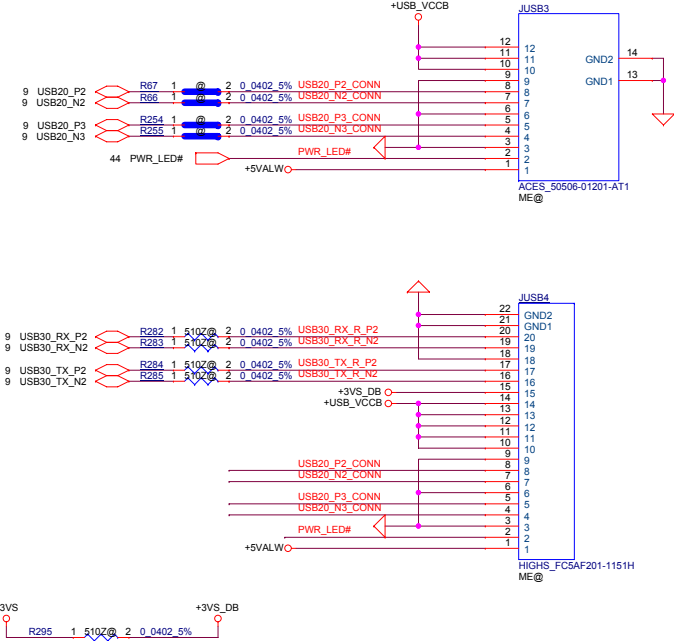 +USB_VCCB
JUSB3
12 12
11 11
10 10
9 9
GND2 14
GND1 13
9 USB20_P2 R67 1 @ 2 0_0402_5% USB20_P2_CONN 8 8
9 USB20_N2 R66 1 @ 2 0_0402_5% USB20_N2_CONN 7 7
6 6
9 USB20_P3 R254 1 @ 2 0_0402_5% USB20_P3_CONN 5 5
9 USB20_N3 R255 1 @ 2 0_0402_5% USB20_N3_CONN 4 4
3 3
44 PWR_LED# PWR_LED# 2 2
+5VALW 1 1
ACES_50506-01201-AT1
ME@
JUSB4
22 GND2
21 GND1
9 USB30_RX_P2 R282 1 510Z@ 2 0_0402_5% USB30_RX_R_P2 20 20
9 USB30_RX_N2 R283 1 510Z@ 2 0_0402_5% USB30_RX_R_N2 19 19
18 18
9 USB30_TX_P2 R284 1 510Z@ 2 0_0402_5% USB30_TX_R_P2 17 17
9 USB30_TX_N2 R285 1 510Z@ 2 0_0402_5% USB30_TX_R_N2 16 16
+3VS_DB 15 15
+USB_VCCB 14 14
13 13
12 12
11 11
10 10
9 9
USB20_P2_CONN 8 8
USB20_N2_CONN 7 7
6 6
USB20_P3_CONN 5 5
USB20_N3_CONN 4 4
3 3
PWR_LED# 2 2
+5VALW 1 1
HIGHS_FC5AF201-1151H
ME@
3VS +3VS_DB
R295 1 510Z@ 2 0_0402_5%